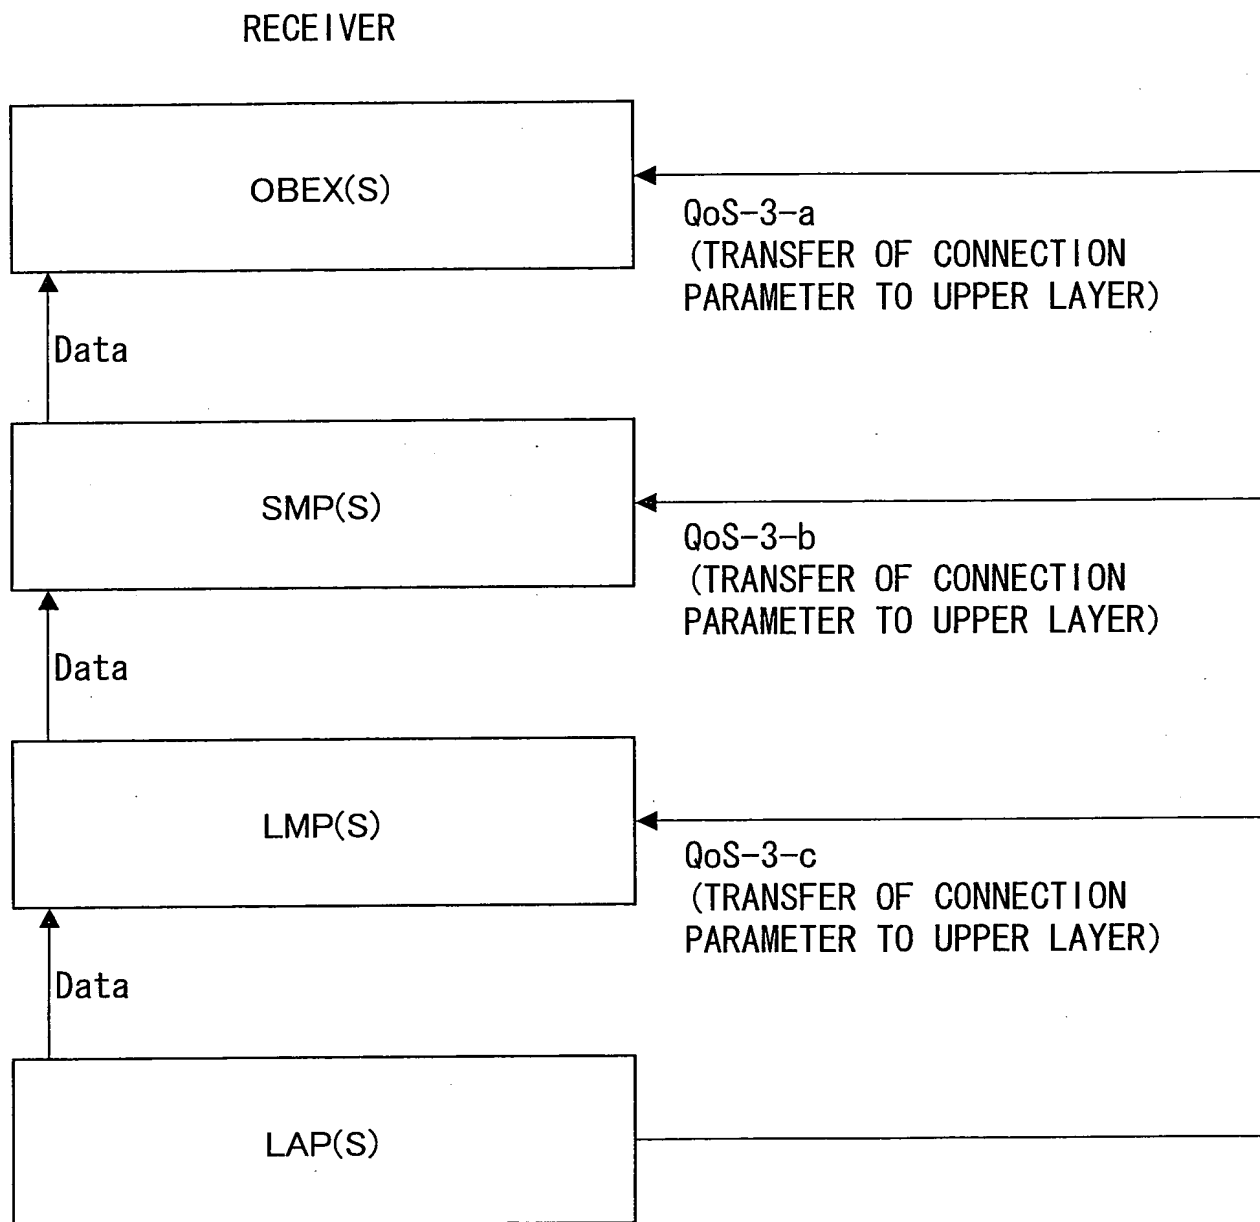 RECEIVER
OBEX(S)
QoS-3-a
(TRANSFER OF CONNECTION
PARAMETER TO UPPER LAYER)
Data
SMP(S)
QoS-3-b
(TRANSFER OF CONNECTION
PARAMETER TO UPPER LAYER)
Data
LMP(S)
QoS-3-c
(TRANSFER OF CONNECTION
PARAMETER TO UPPER LAYER)
Data
LAP(S)